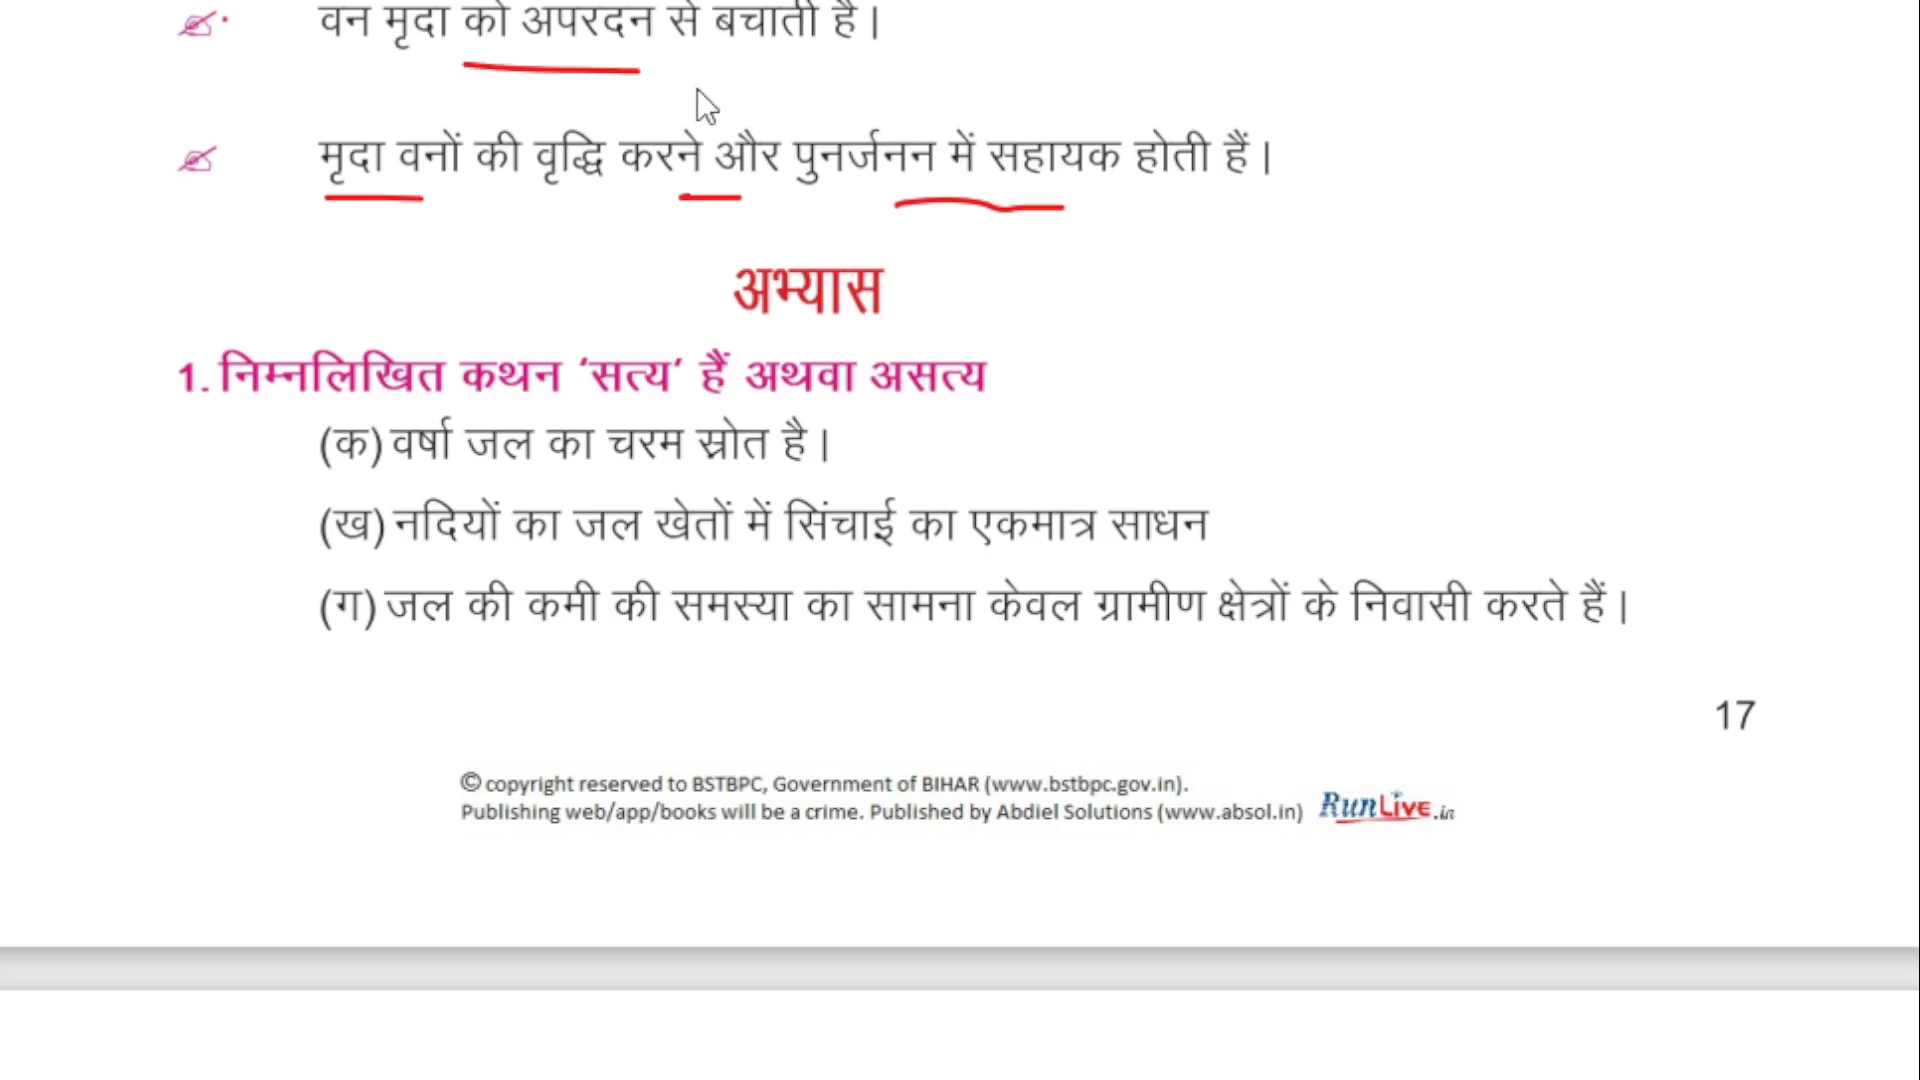 वन मृदा को अपरदन से बचाती है।
मृदा वनों की वृद्धि करने और पुनर्जनन में सहायक होती हैं।
अभ्यास
1. निम्नलिखित कथन ‘सत्य’ हैं अथवा असत्य
(क) वर्षा जल का चरम स्रोत है।
(ख) नदियों का जल खेतों में सिंचाई का एकमात्र साधन
(ग) जल की कमी की समस्या का सामना केवल ग्रामीण क्षेत्रों के निवासी करते हैं।
17
© copyright reserved to BSTBPC, Government of BIHAR (www.bstbpc.gov.in).
Publishing web/app/books will be a crime. Published by Abdiel Solutions (www.absol.in) RunLive.in